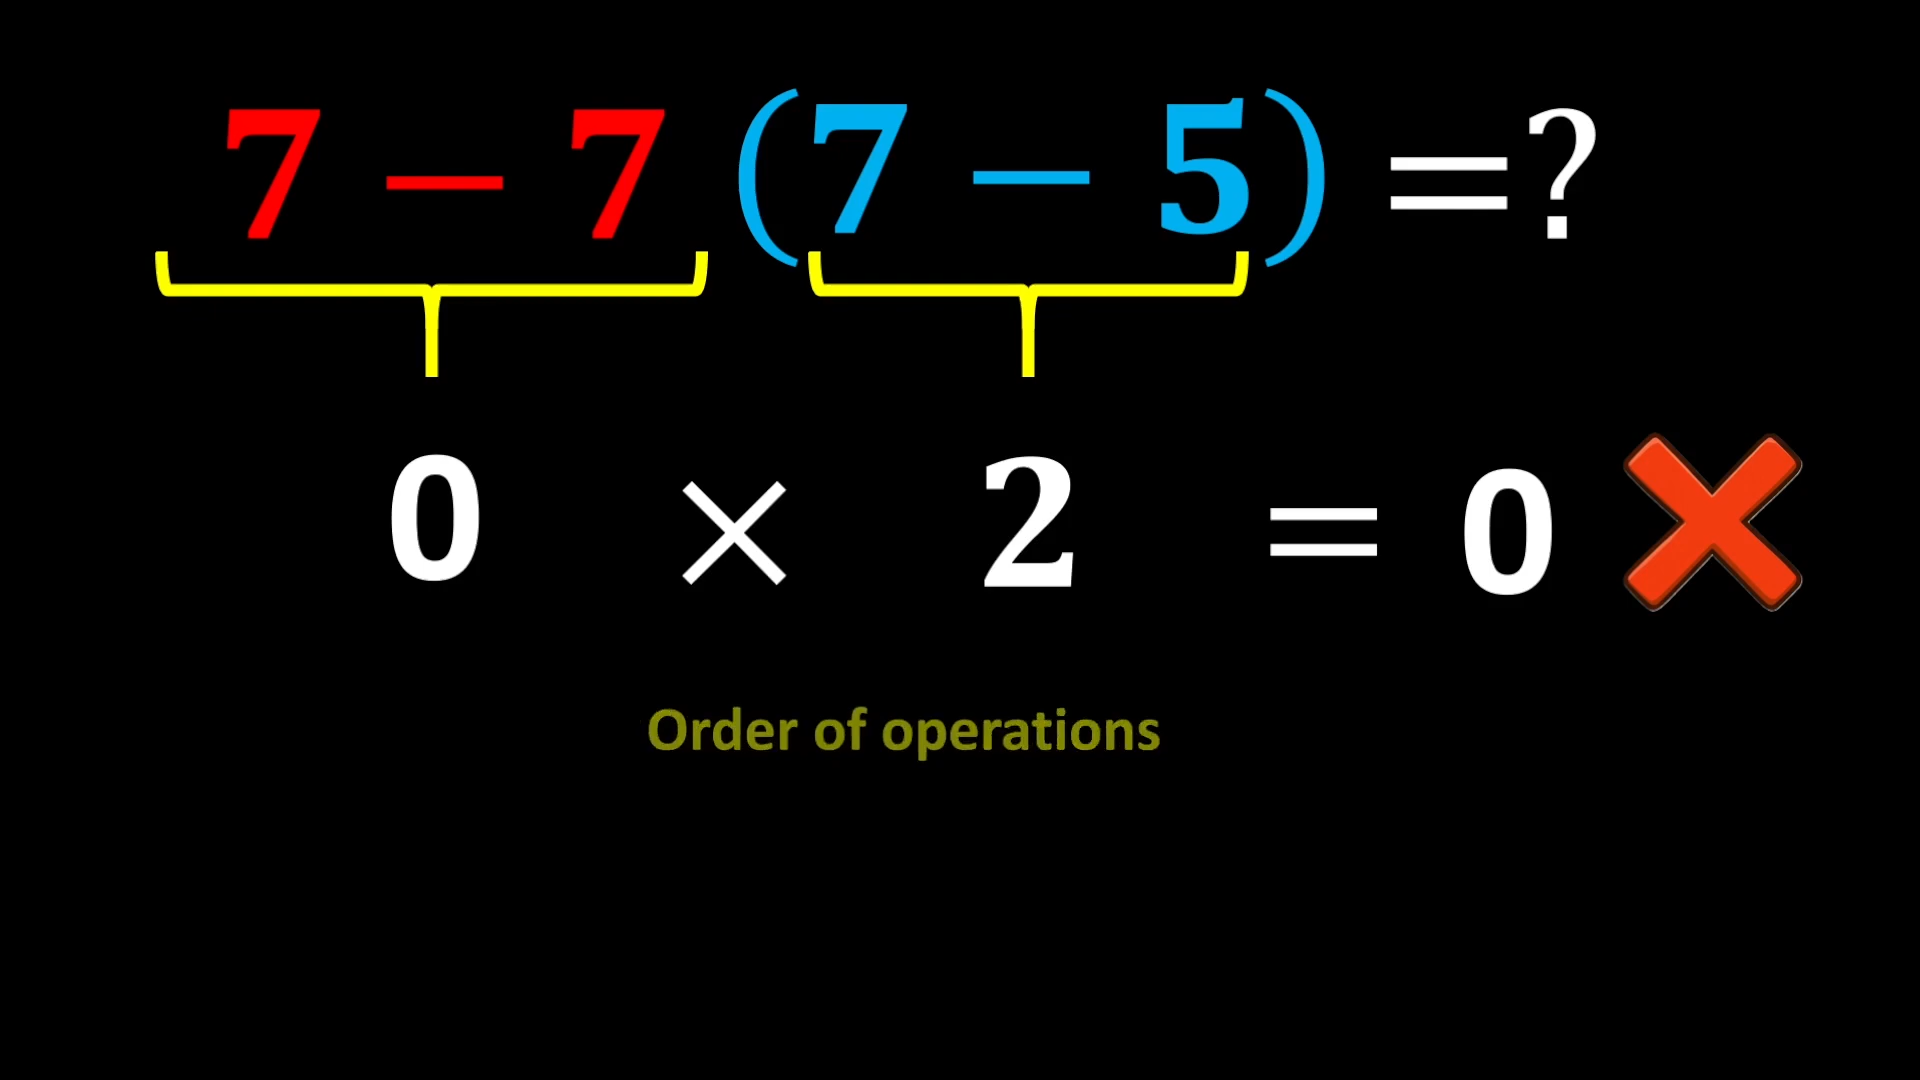 7 − 7 (7 − 5) =?
0 × 2 = 0
Order of operations